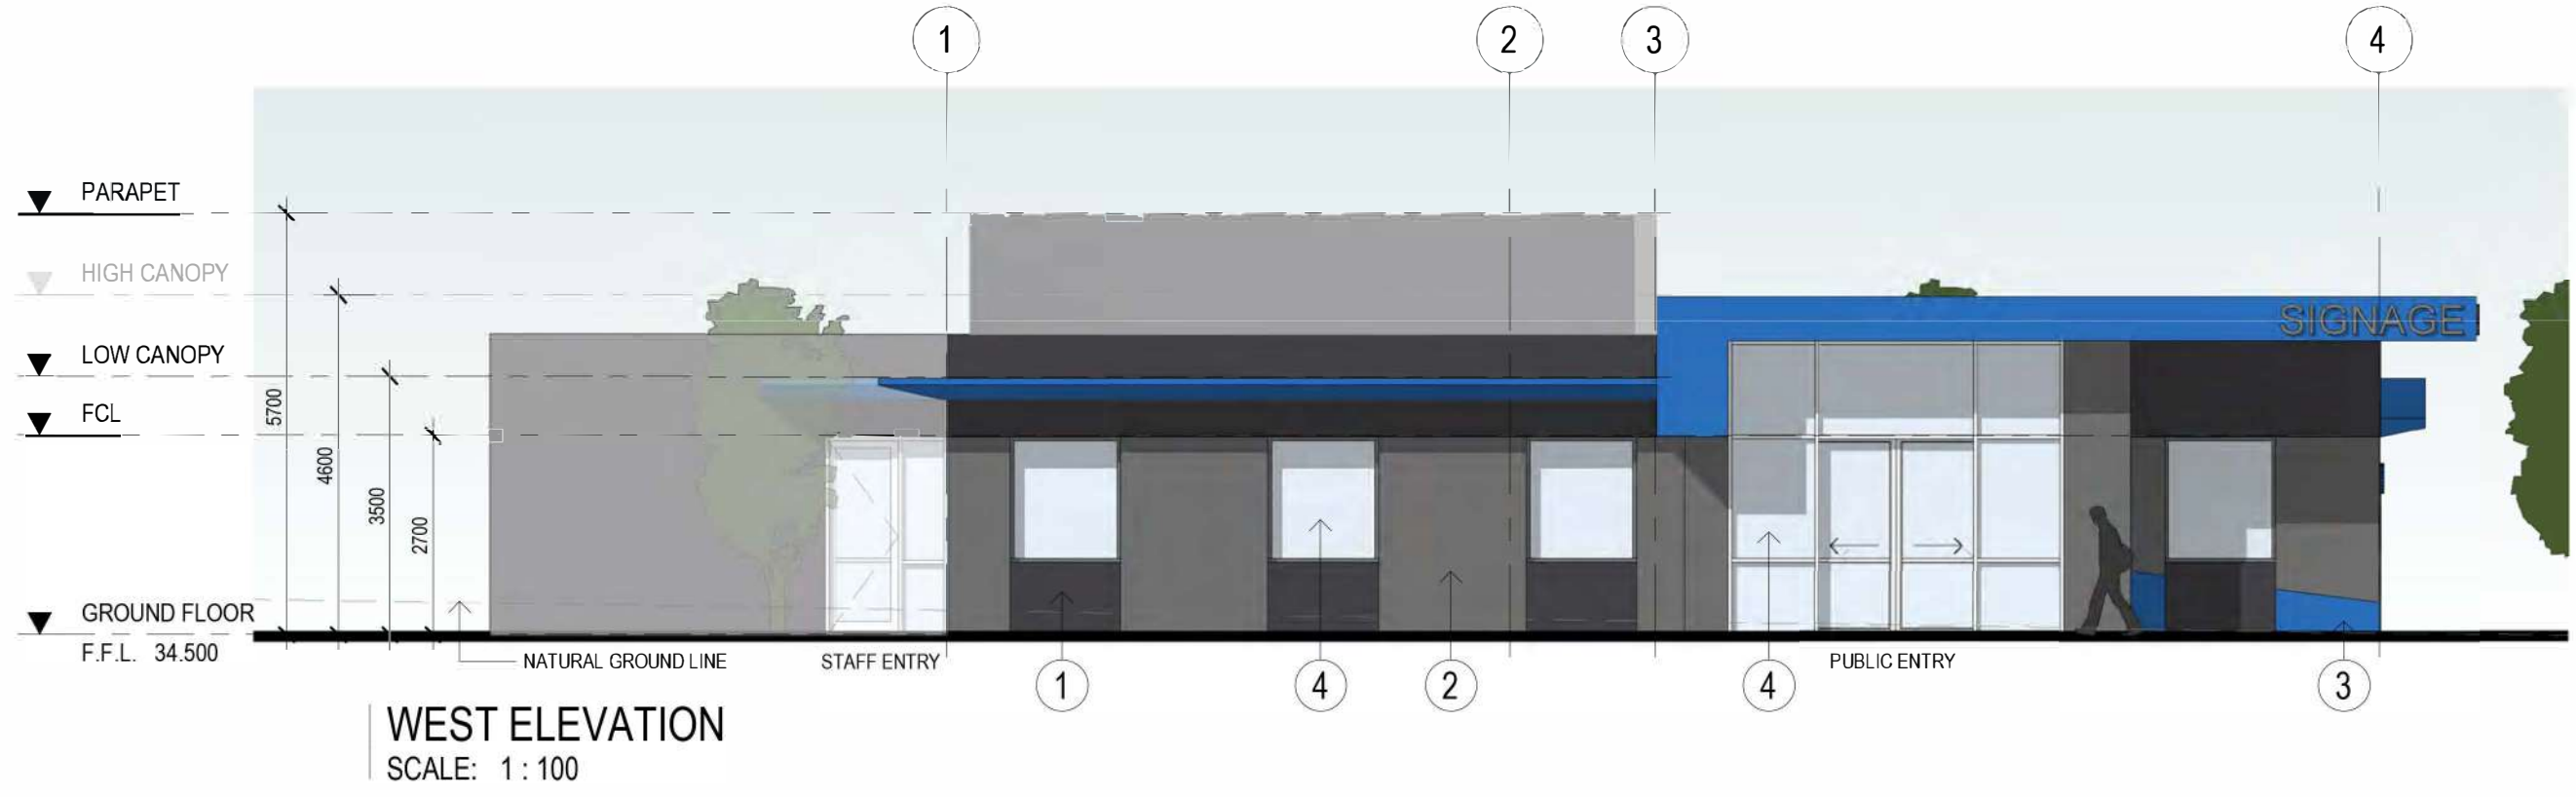 1
2
3
4
PARAPET
HIGH CANOPY
LOW CANOPY
FCL
5700
4600
3500
2700
SIGNAGE
GROUND FLOOR
F.F.L. 34.500
NATURAL GROUND LINE
STAFF ENTRY
PUBLIC ENTRY
1
4
2
4
3
WEST ELEVATION
SCALE: 1 : 100